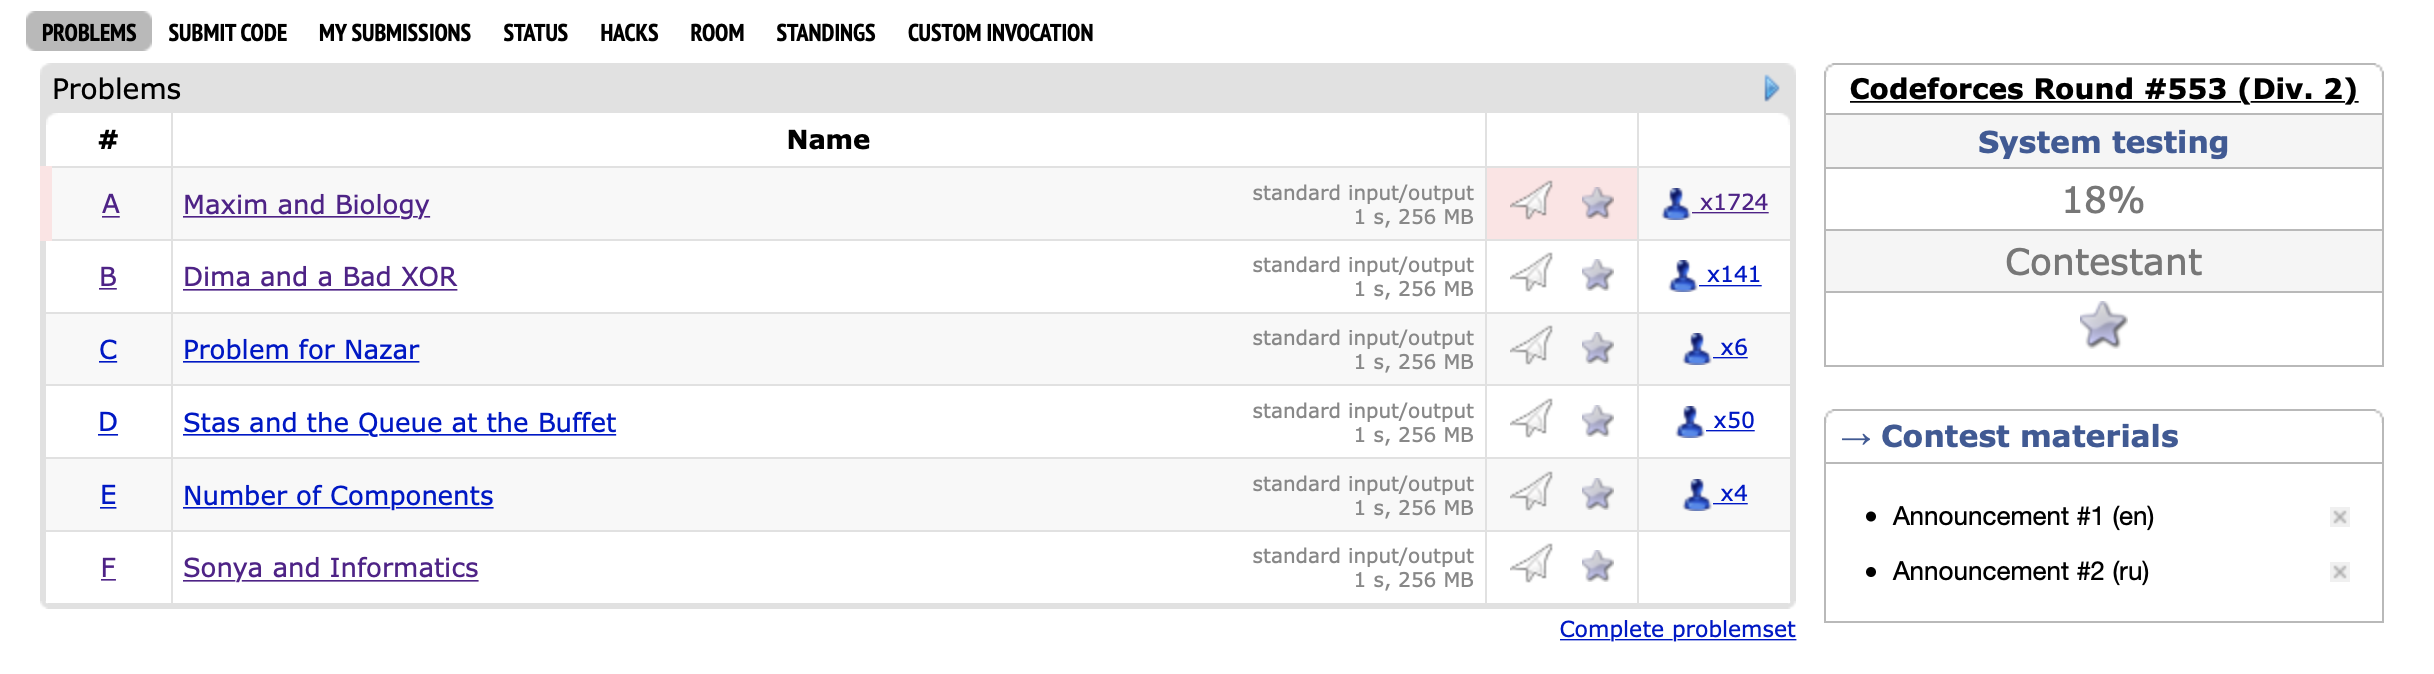 PROBLEMS SUBMIT CODE MY SUBMISSIONS STATUS HACKS ROOM STANDINGS CUSTOM INVOCATION
Problems
# Name
A Maxim and Biology standard input/output
1 s, 256 MB x1724
B Dima and a Bad XOR standard input/output
1 s, 256 MB x141
C Problem for Nazar standard input/output
1 s, 256 MB x6
D Stas and the Queue at the Buffet standard input/output
1 s, 256 MB x50
E Number of Components standard input/output
1 s, 256 MB x4
F Sonya and Informatics standard input/output
1 s, 256 MB
Complete problemset
Codeforces Round #553 (Div. 2)
System testing
18%
Contestant
→ Contest materials
• Announcement #1 (en)
• Announcement #2 (ru)